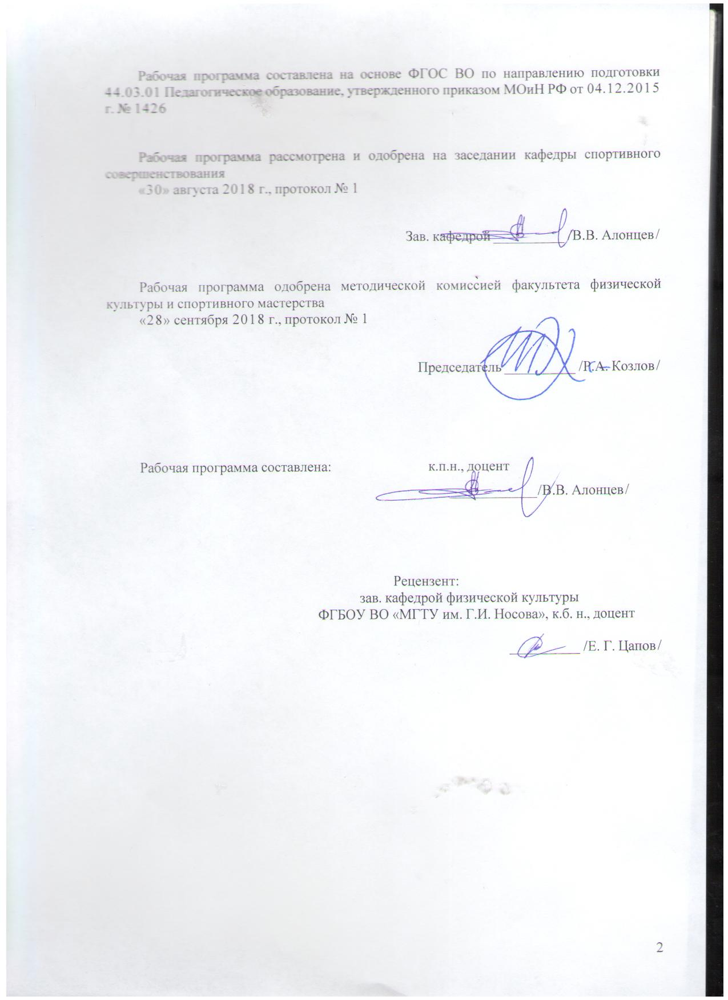 Рабочая программа составлена на основе ФГОС ВО по направлению подготовки
44.03.01 Педагогическое образование, утвержденного приказом МОиН РФ от 04.12.2015
г. № 1426
Рабочая программа рассмотрена и одобрена на заседании кафедры спортивного
совершенствования
«30» августа 2018 г., протокол № 1
Зав. кафедрой __________ /В.В. Алонцев/
Рабочая программа одобрена методической комиссией факультета физической
культуры и спортивного мастерства
«28» сентября 2018 г., протокол № 1
Председатель __________ /Р.А. Козлов/
Рабочая программа составлена: к.п.н., доцент
____________/В.В. Алонцев/
Рецензент:
зав. кафедрой физической культуры
ФГБОУ ВО «МГТУ им. Г.И. Носова», к.б. н., доцент
__________ /Е. Г. Цапов/
2